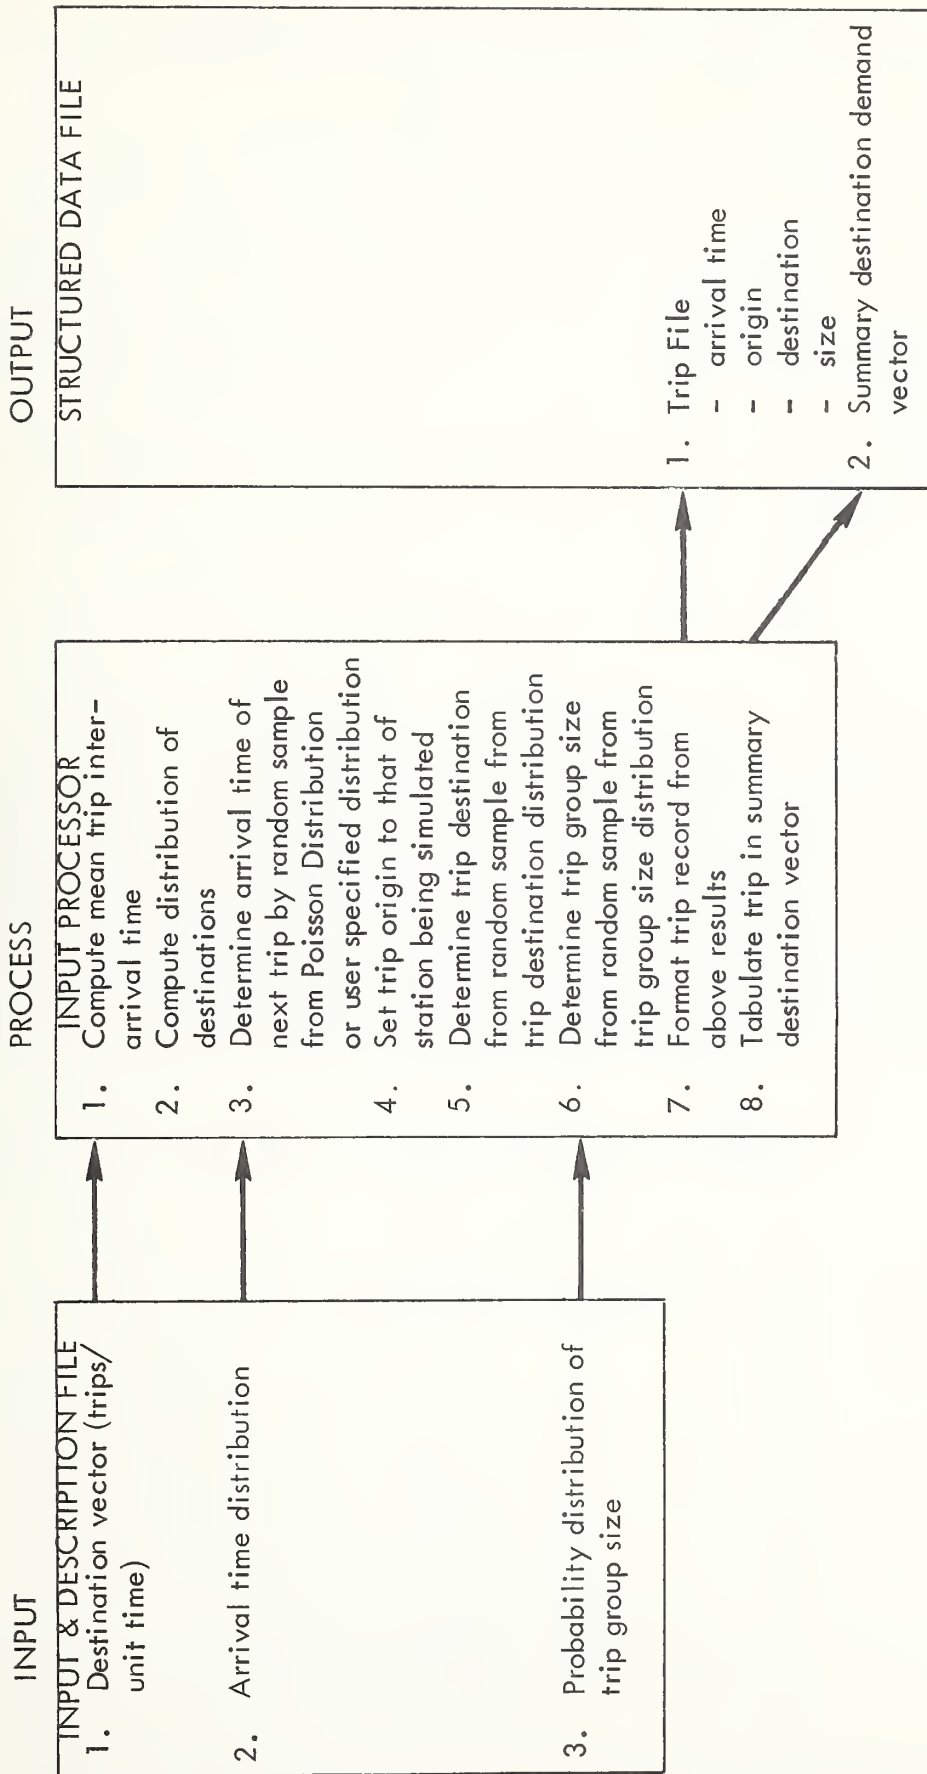 INPUT
INPUT & DESCRIPTION FILE
1. Destination vector (trips/
unit time)
2. Arrival time distribution
3. Probability distribution of
trip group size
PROCESS
INPUT PROCESSOR
1. Compute mean trip inter-
arrival time
2. Compute distribution of
destinations
3. Determine arrival time of
next trip by random sample
from Poisson Distribution
or user specified distribution
4. Set trip origin to that of
station being simulated
5. Determine trip destination
from random sample from
trip destination distribution
6. Determine trip group size
from random sample from
trip group size distribution
7. Format trip record from
above results
8. Tabulate trip in summary
destination vector
OUTPUT
STRUCTURED DATA FILE
1. Trip File
- arrival time
- origin
- destination
- size
2. Summary destination demand
vector